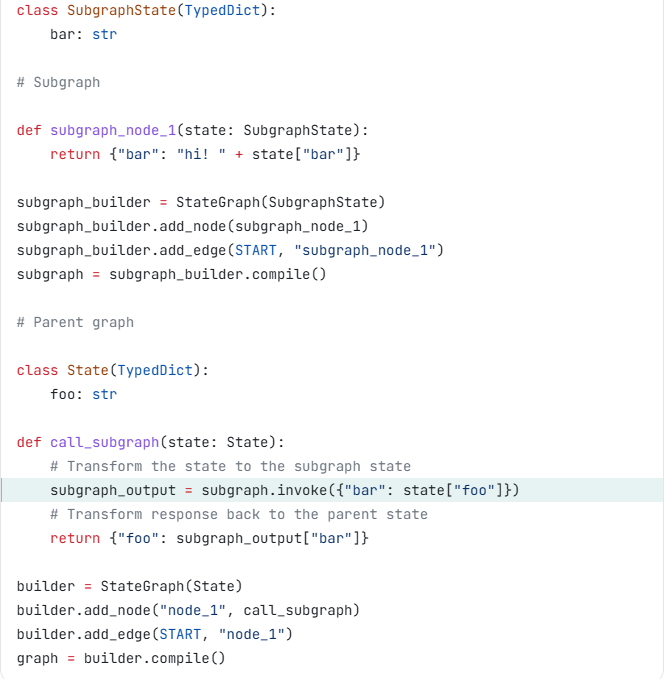 class SubgraphState(TypedDict):
    bar: str

# Subgraph

def subgraph_node_1(state: SubgraphState):
    return {"bar": "hi! " + state["bar"]}

subgraph_builder = StateGraph(SubgraphState)
subgraph_builder.add_node(subgraph_node_1)
subgraph_builder.add_edge(START, "subgraph_node_1")
subgraph = subgraph_builder.compile()

# Parent graph

class State(TypedDict):
    foo: str

def call_subgraph(state: State):
    # Transform the state to the subgraph state
    subgraph_output = subgraph.invoke({"bar": state["foo"]})
    # Transform response back to the parent state
    return {"foo": subgraph_output["bar"]}

builder = StateGraph(State)
builder.add_node("node_1", call_subgraph)
builder.add_edge(START, "node_1")
graph = builder.compile()